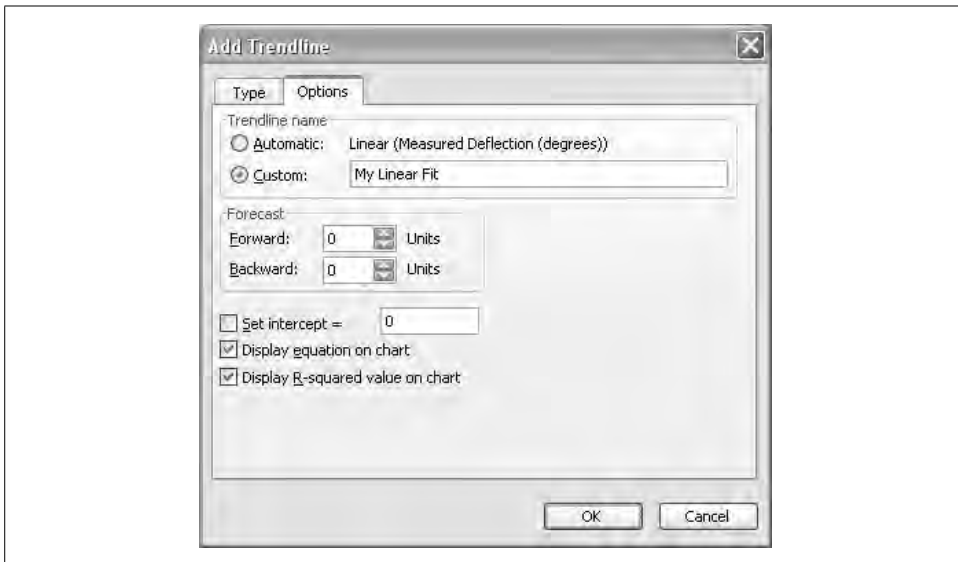 Add Trendline
Type Options
Trendline name
Automatic: Linear (Measured Deflection (degrees))
Custom: My Linear Fit
Forecast
Forward: 0 Units
Backward: 0 Units
Set intercept = 0
Display equation on chart
Display R-squared value on chart
OK Cancel